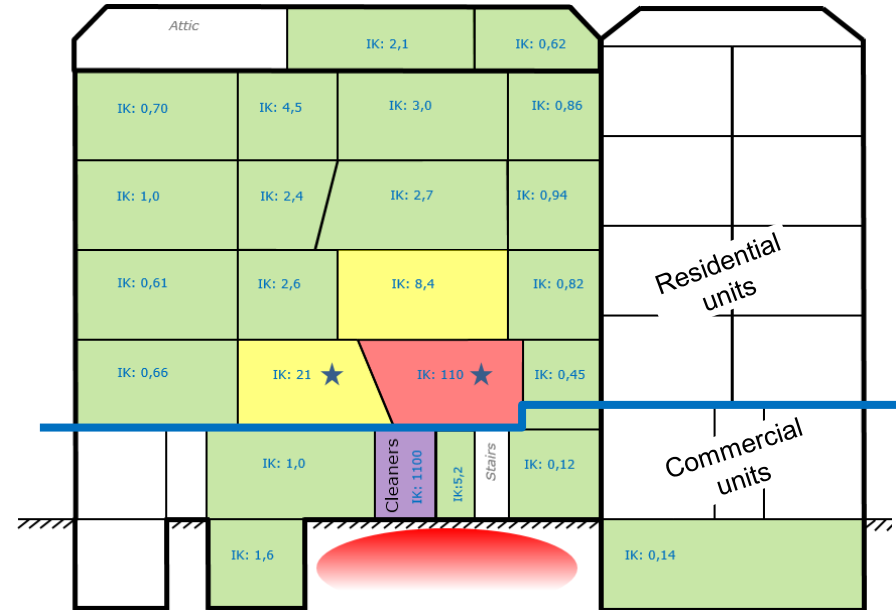 Attic
IK: 2,1
IK: 0,62
IK: 0,70
IK: 4,5
IK: 3,0
IK: 0,86
IK: 1,0
IK: 2,4
IK: 2,7
IK: 0,94
IK: 0,61
IK: 2,6
IK: 8,4
IK: 0,82
Residential
units
IK: 0,66
IK: 21
IK: 110
IK: 0,45
IK: 1,0
Cleaners
IK: 1100
IK:5,2
Stairs
IK: 0,12
Commercial
units
IK: 1,6
IK: 0,14